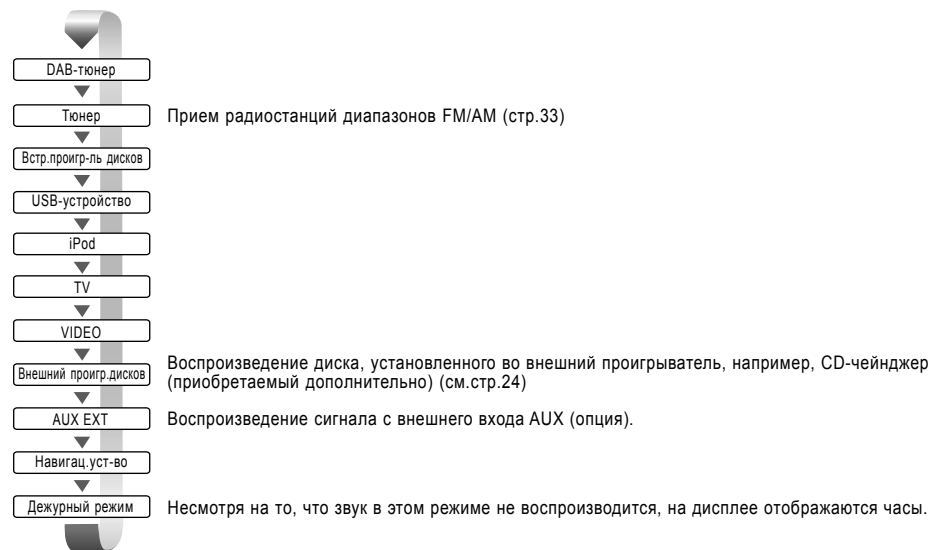 DAB-тюнер
Тюнер
Прием радиостанций диапазонов FM/AM (стр.33)
Встр.проигр-ль дисков
USB-устройство
iPod
TV
VIDEO
Внешний проигр.дисков
Воспроизведение диска, установленного во внешний проигрыватель, например, CD-чейнджер
(приобретаемый дополнительно) (см.стр.24)
AUX EXT
Воспроизведение сигнала с внешнего входа AUX (опция).
Навигац.уст-во
Дежурный режим
Несмотря на то, что звук в этом режиме не воспроизводится, на дисплее отображаются часы.